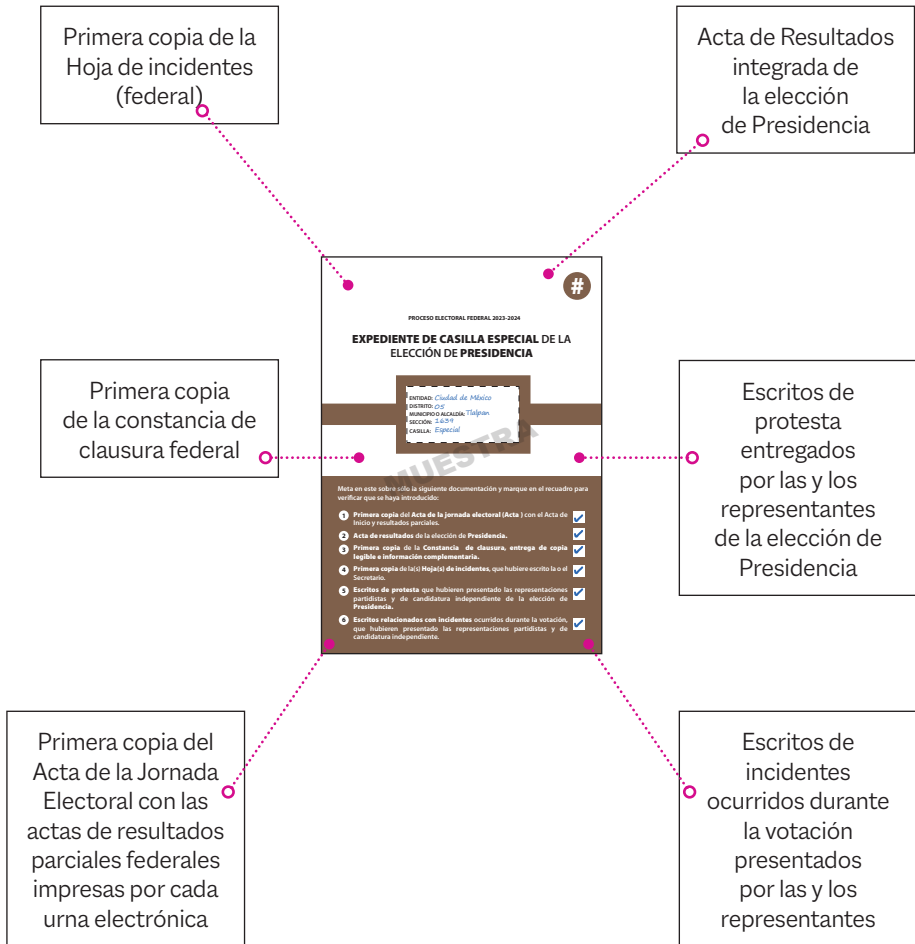 Primera copia de la
Hoja de incidentes
(federal)
Acta de Resultados
integrada de
la elección
de Presidencia
#
PROCESO ELECTORAL FEDERAL 2023-2024
EXPEDIENTE DE CASILLA ESPECIAL DE LA
ELECCIÓN DE PRESIDENCIA
Primera copia
de la constancia de
clausura federal
ENTIDAD: Ciudad de México
DISTRITO: 05
MUNICIPIO O ALCALDÍA: Tlalpan
SECCIÓN: 1639
CASILLA: Especial
MUESTRA
Escritos de
protesta
entregados
por las y los
representantes
de la elección de
Presidencia
Meta en este sobre sólo la siguiente documentación y marque en el recuadro para
verificar que se haya introducido:
1 Primera copia del Acta de la jornada electoral (Acta ) con el Acta de
Inicio y resultados parciales.
2 Acta de resultados de la elección de Presidencia.
3 Primera copia de la Constancia de clausura, entrega de copia
legible e información complementaria.
4 Primera copia de la(s) Hoja(s) de incidentes, que hubiere escrito la o el
Secretario.
5 Escritos de protesta que hubieren presentado las representaciones
partidistas y de candidatura independiente de la elección de
Presidencia.
6 Escritos relacionados con incidentes ocurridos durante la votación,
que hubieren presentado las representaciones partidistas y de
candidatura independiente.
Primera copia del
Acta de la Jornada
Electoral con las
actas de resultados
parciales federales
impresas por cada
urna electrónica
Escritos de
incidentes
ocurridos durante
la votación
presentados
por las y los
representantes